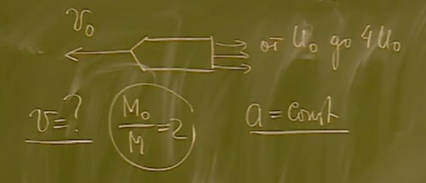 v₀ от u₀ до 4u₀
v=? M₀/M=2 a=const